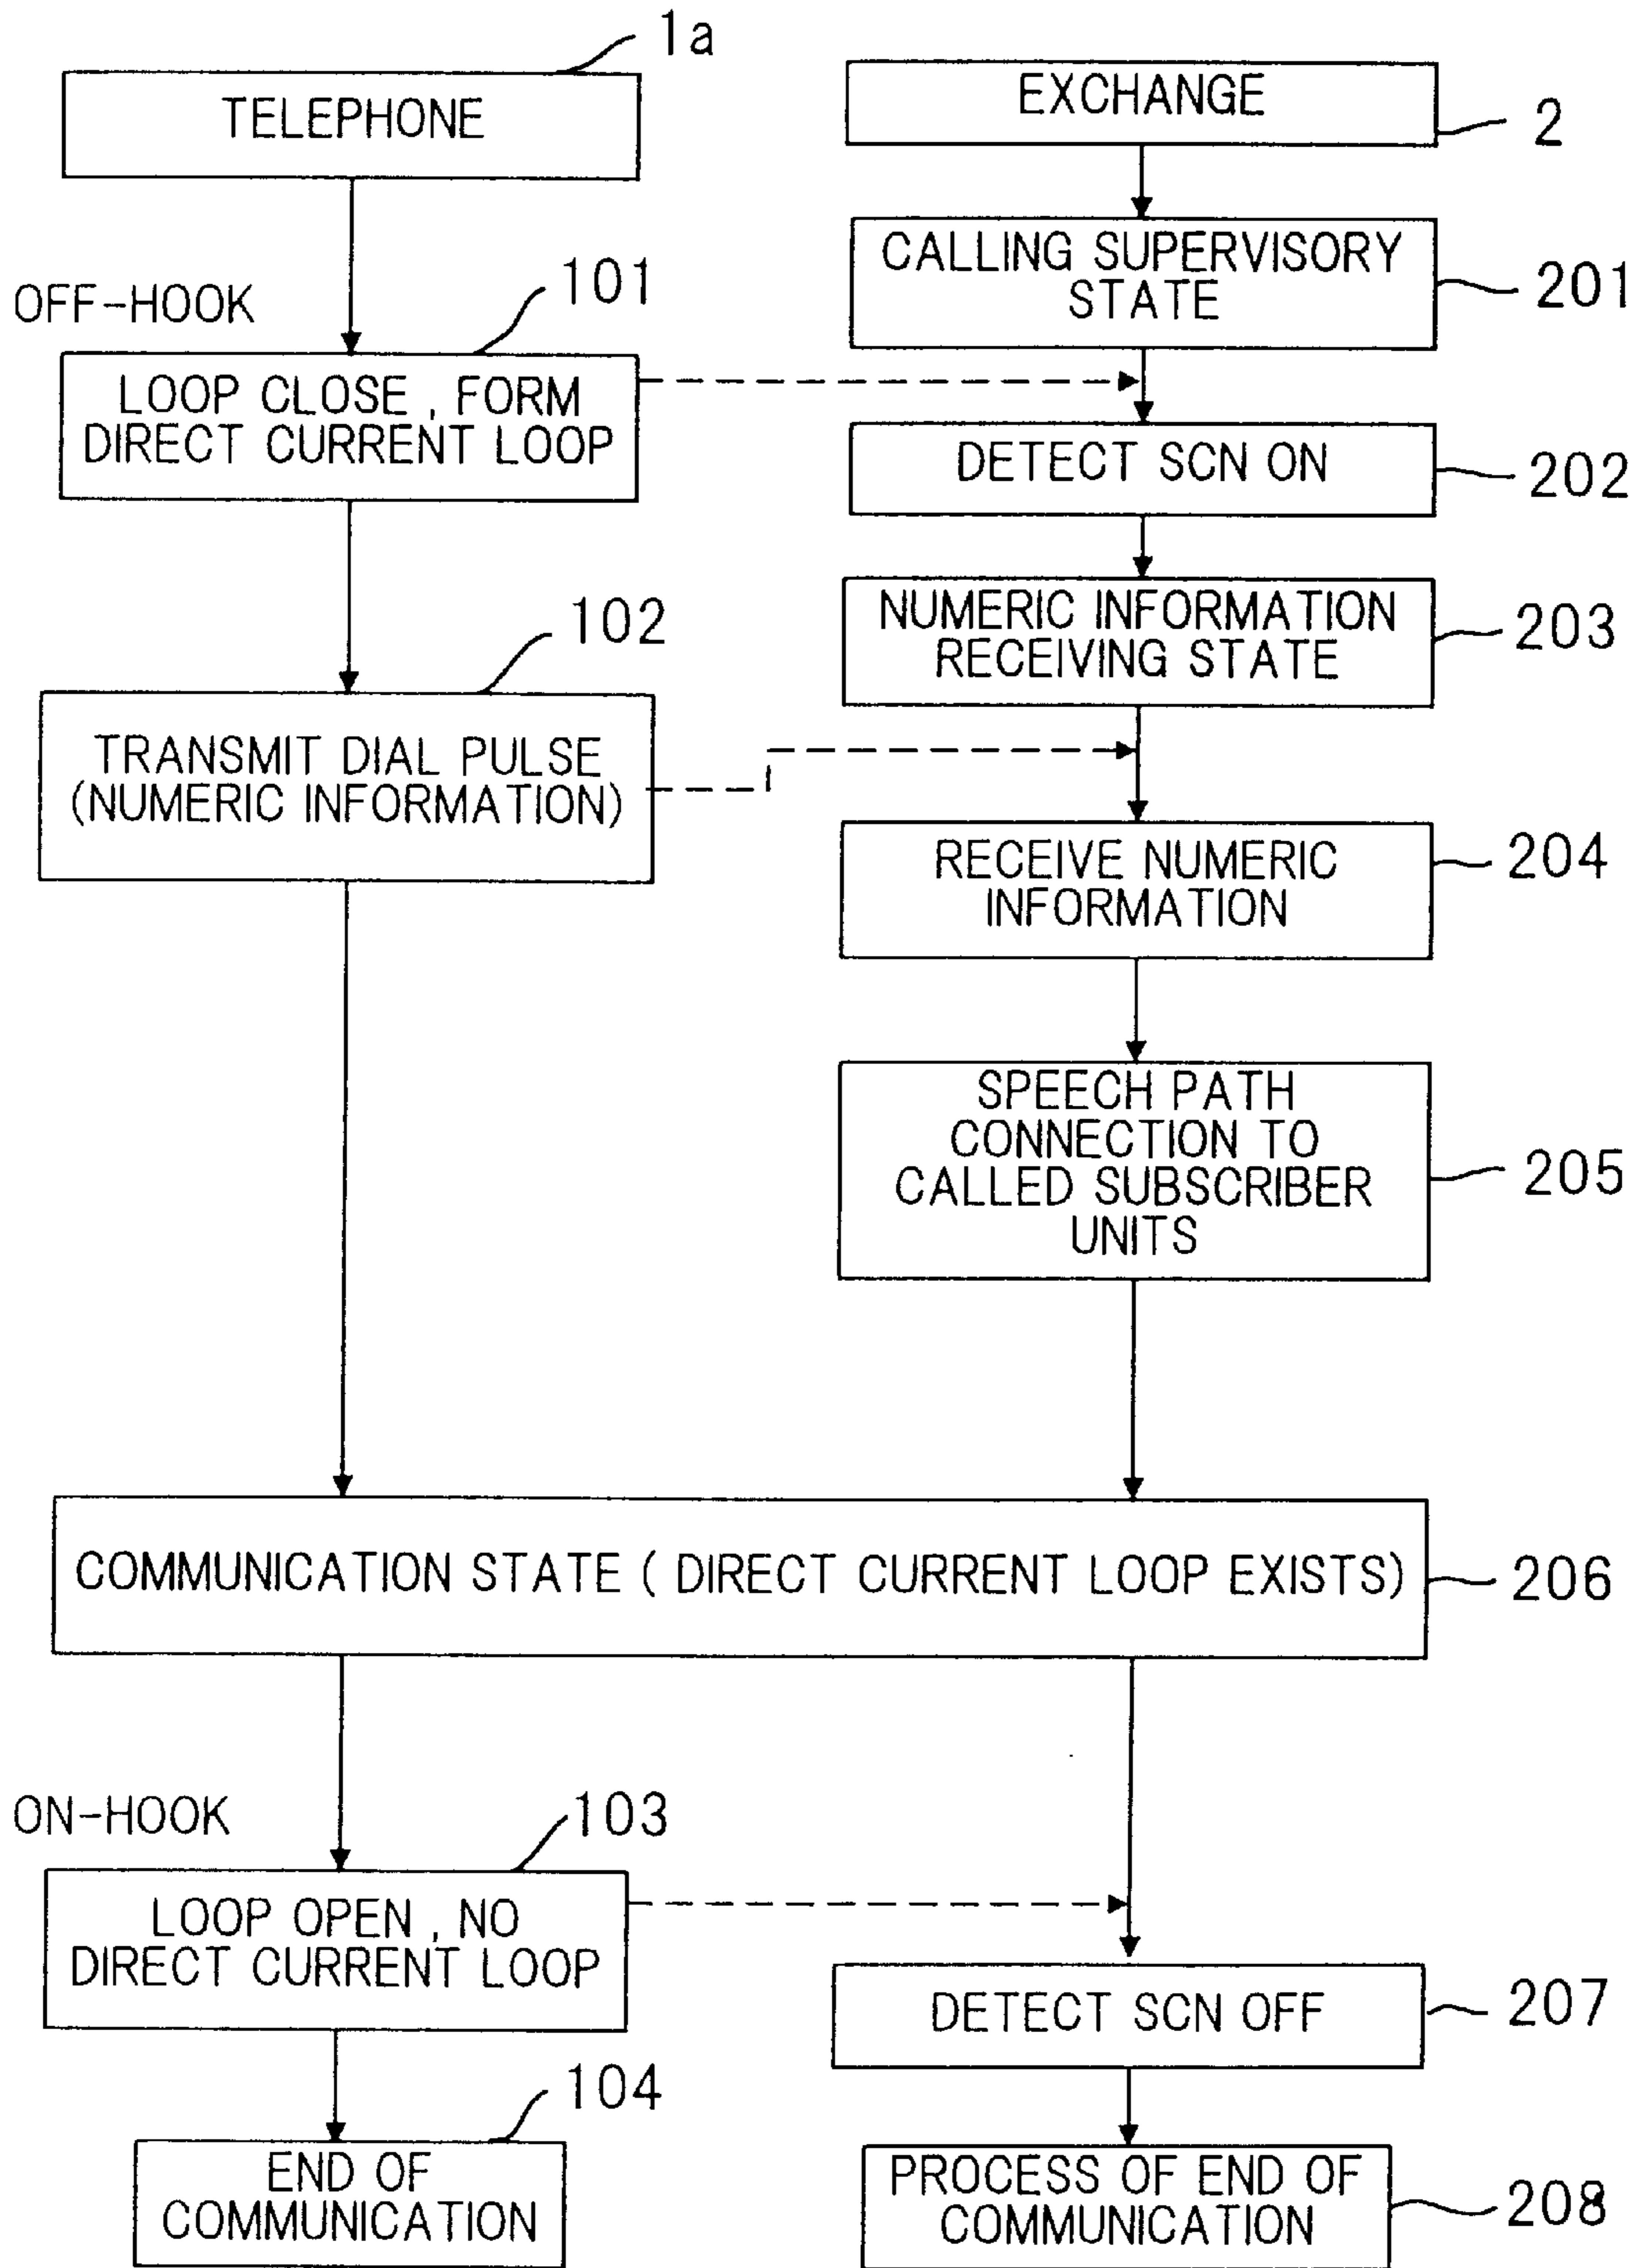 1a
TELEPHONE
EXCHANGE
2
CALLING SUPERVISORY
STATE
201
OFF-HOOK
101
LOOP CLOSE , FORM
DIRECT CURRENT LOOP
DETECT SCN ON
202
NUMERIC INFORMATION
RECEIVING STATE
203
102
TRANSMIT DIAL PULSE
(NUMERIC INFORMATION)
RECEIVE NUMERIC
INFORMATION
204
SPEECH PATH
CONNECTION TO
CALLED SUBSCRIBER
UNITS
205
COMMUNICATION STATE ( DIRECT CURRENT LOOP EXISTS)
206
ON-HOOK
103
LOOP OPEN , NO
DIRECT CURRENT LOOP
DETECT SCN OFF
207
104
END OF
COMMUNICATION
PROCESS OF END OF
COMMUNICATION
208